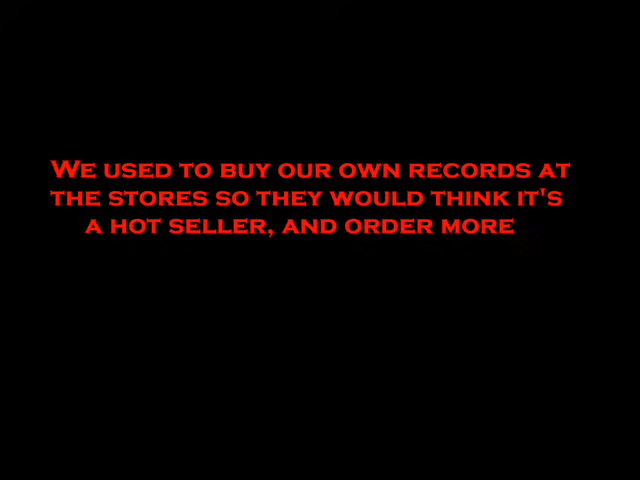 We used to buy our own records at
the stores so they would think it's
a hot seller, and order more